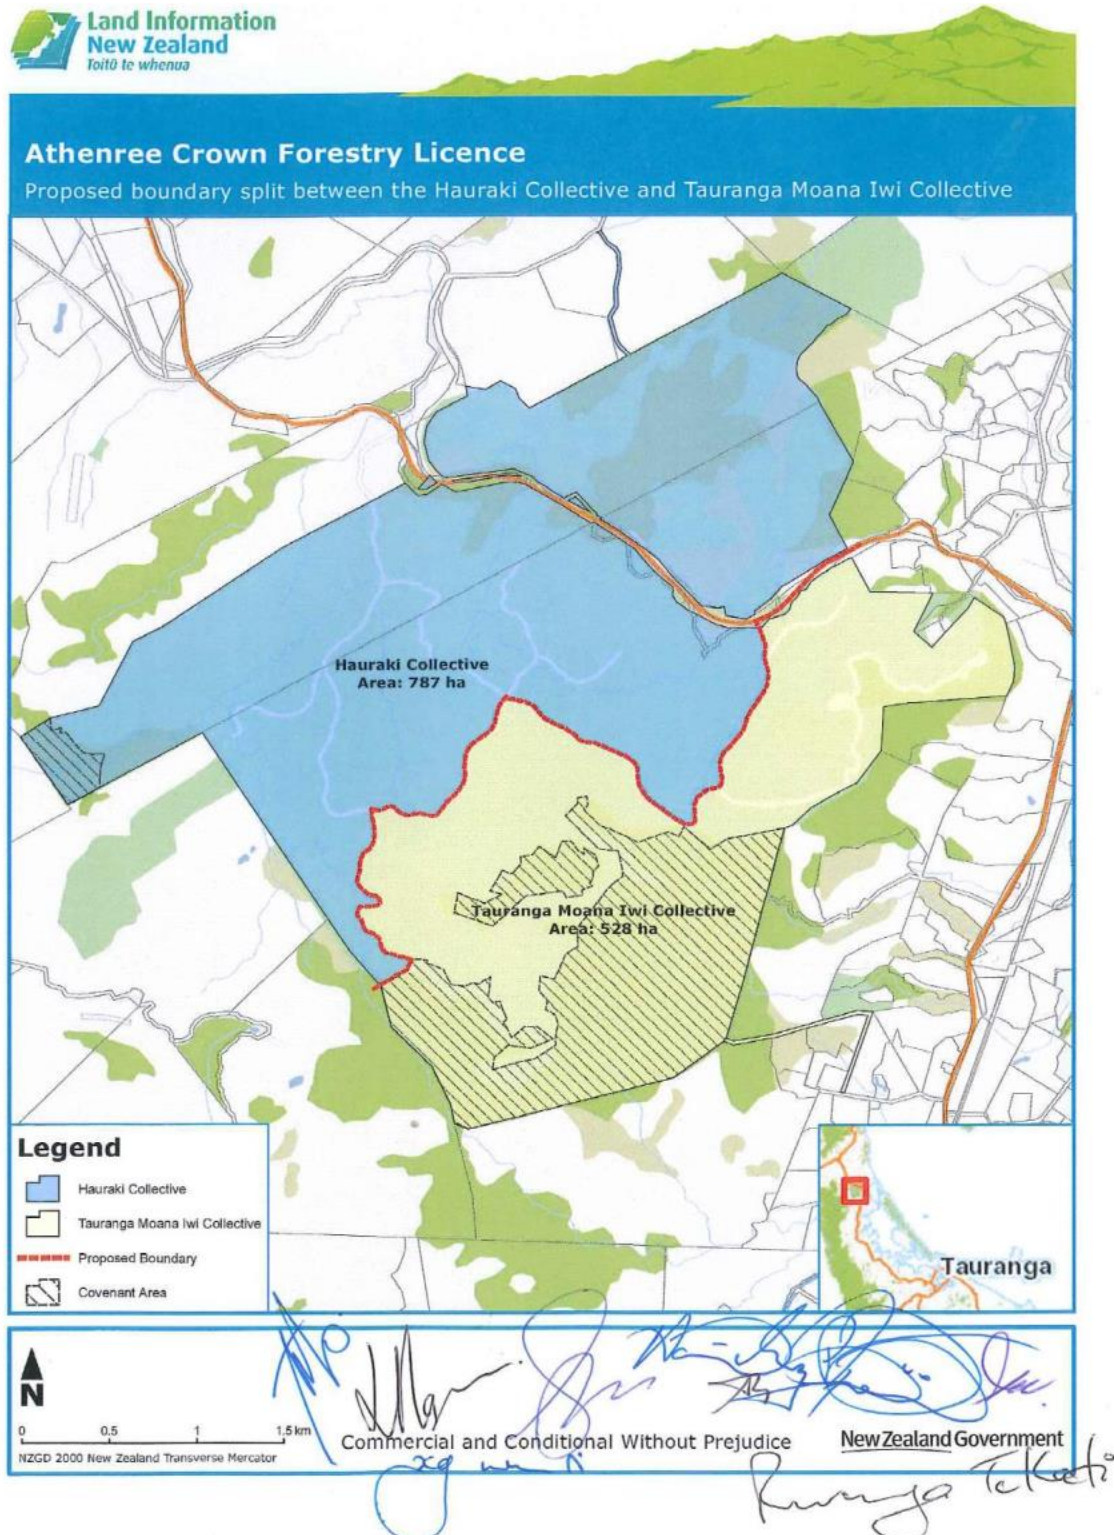 Land Information
New Zealand
Toitū te whenua
Athenree Crown Forestry Licence
Proposed boundary split between the Hauraki Collective and Tauranga Moana Iwi Collective
Hauraki Collective
Area: 787 ha
Tauranga Moana Iwi Collective
Area: 528 ha
Legend
Hauraki Collective
Tauranga Moana Iwi Collective
Proposed Boundary
Covenant Area
Tauranga
N
0 0.5 1 1.5 km
NZGD 2000 New Zealand Transverse Mercator
Commercial and Conditional Without Prejudice
New Zealand Government